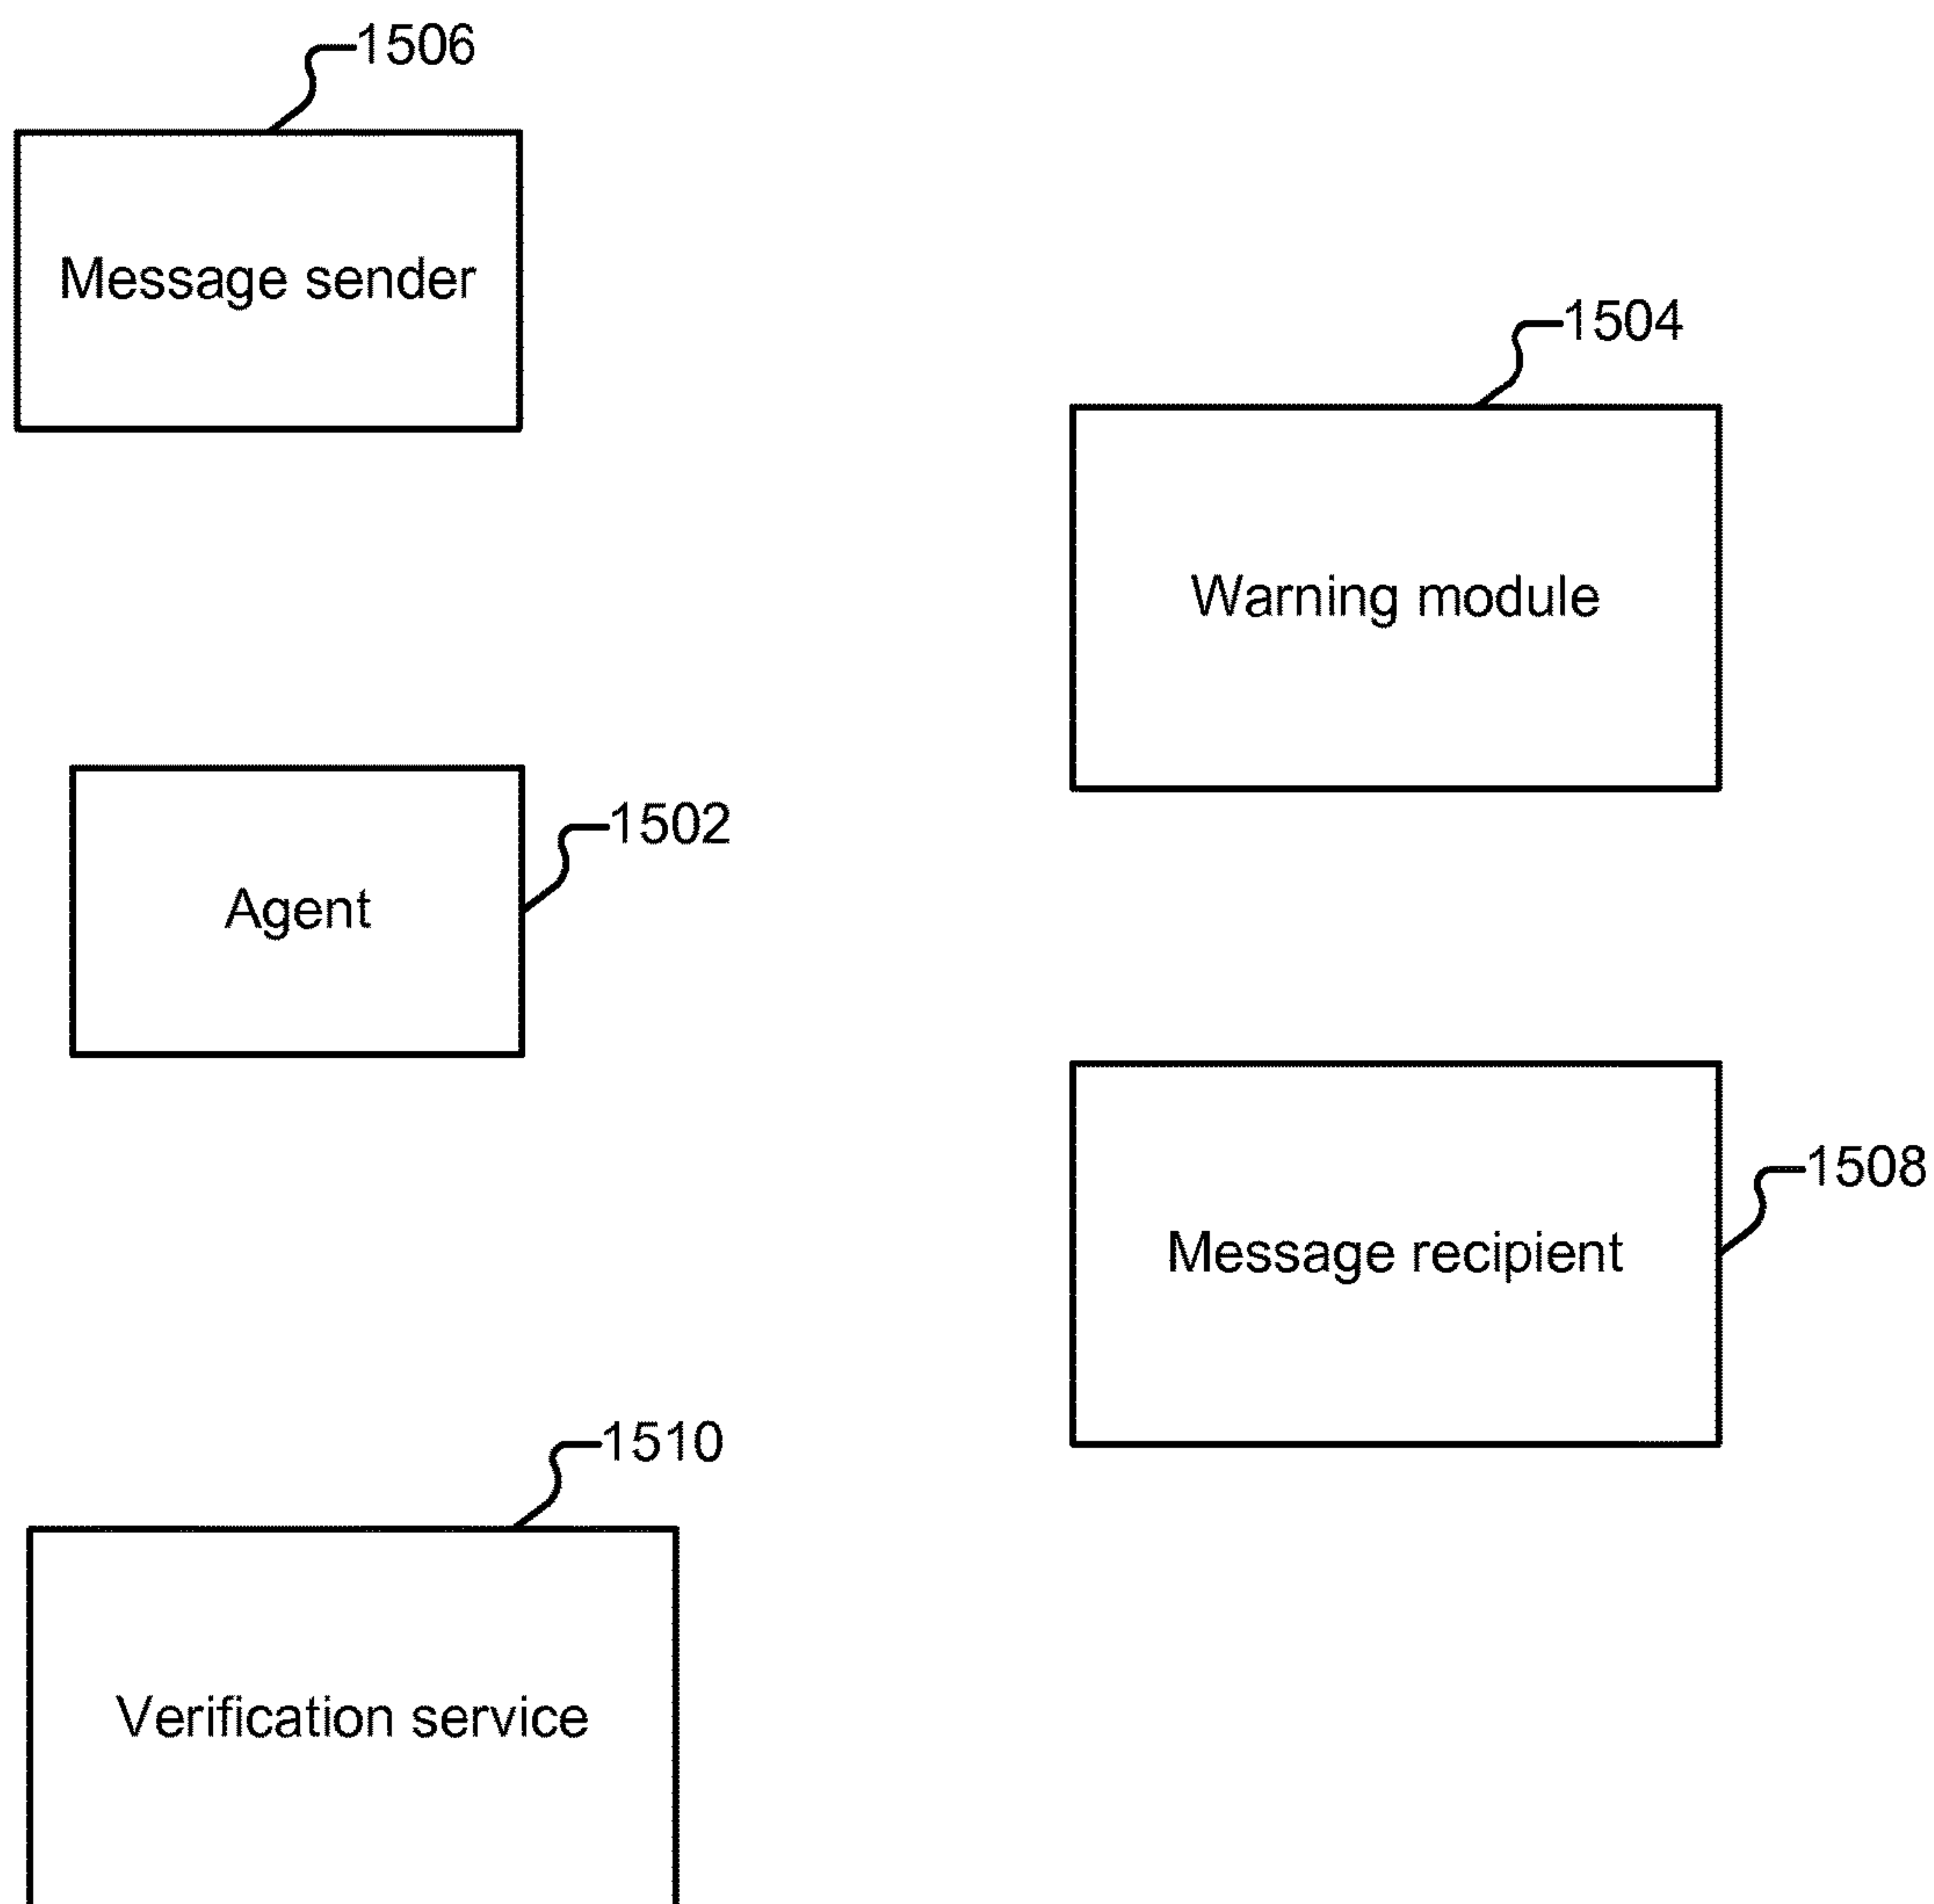 1506
Message sender
1504
Warning module
1502
Agent
1508
Message recipient
1510
Verification service